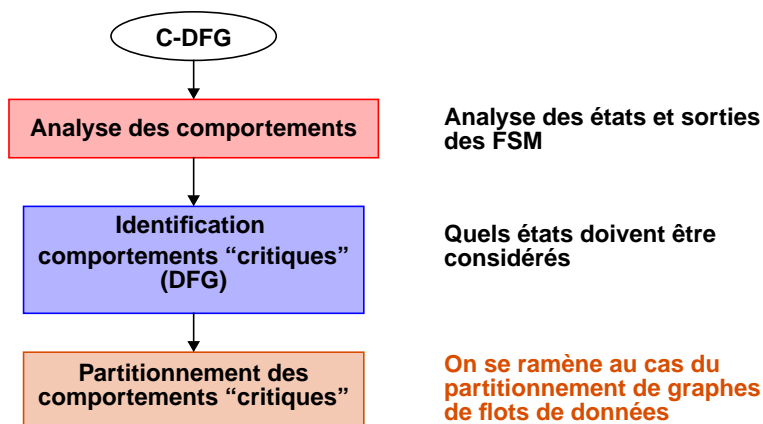 C-DFG
Analyse des comportements
Analyse des états et sorties
des FSM
Identification
comportements “critiques”
(DFG)
Quels états doivent être
considérés
Partitionnement des
comportements “critiques”
On se ramène au cas du
partitionnement de graphes
de flots de données